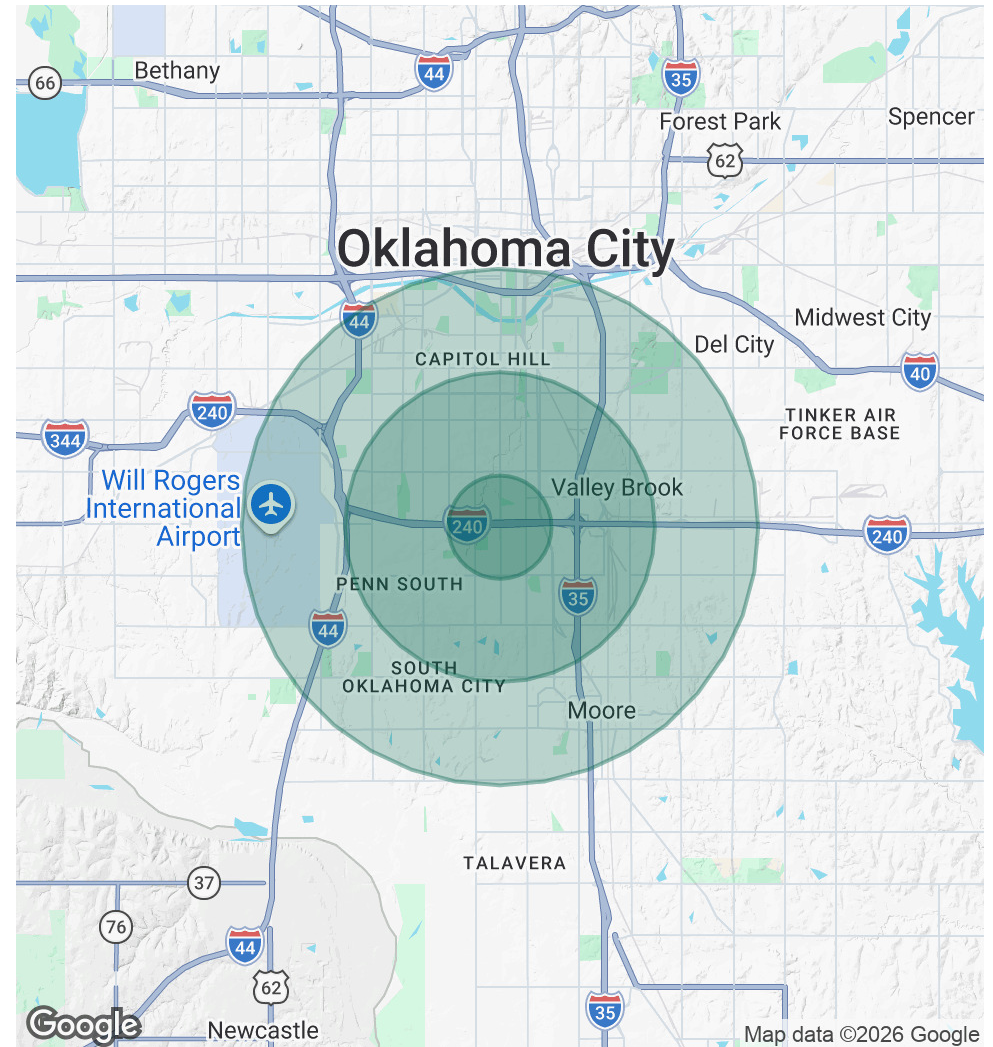 Bethany
44
66
35
Forest Park
Spencer
62
Oklahoma City
44
Midwest City
Del City
CAPITOL HILL
40
240
344
TINKER AIR
FORCE BASE
Will Rogers
International
Airport
Valley Brook
240
240
PENN SOUTH
35
44
SOUTH
OKLAHOMA CITY
Moore
TALAVERA
37
76
44
62
35
Google
Newcastle
Map data ©2026 Google